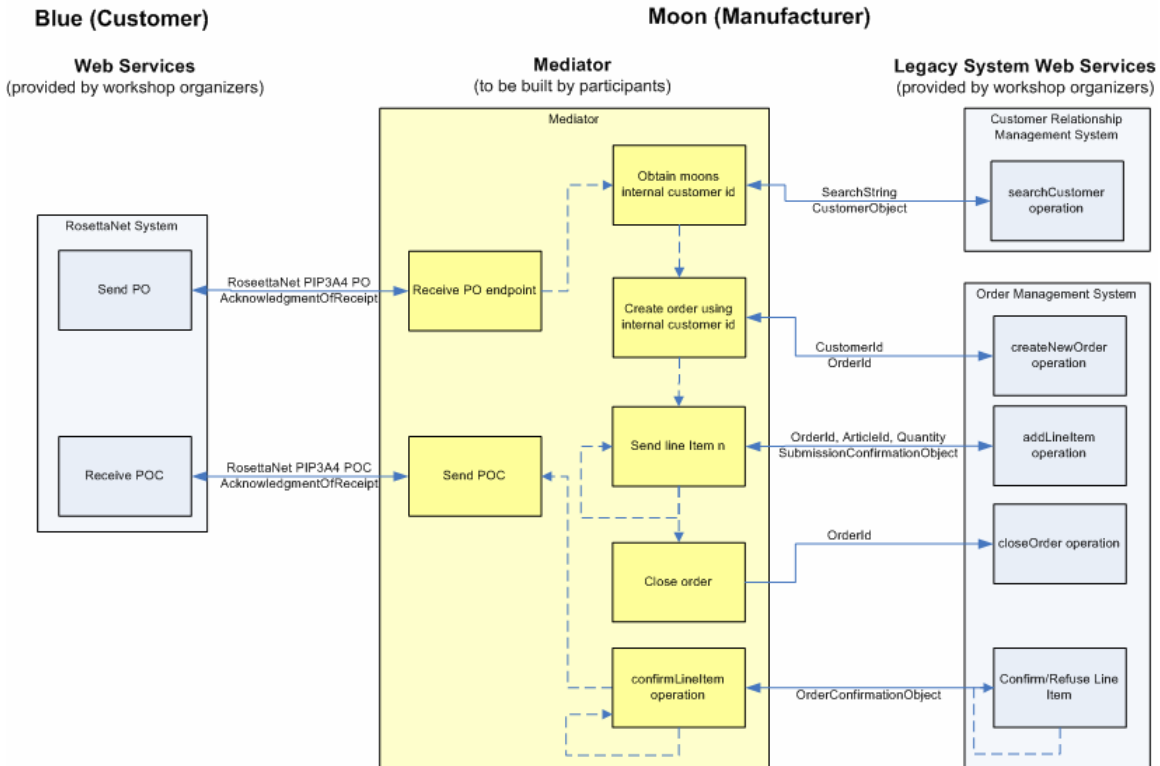 Blue (Customer)
Moon (Manufacturer)
Web Services
(provided by workshop organizers)
Mediator
(to be built by participants)
Legacy System Web Services
(provided by workshop organizers)
Mediator
Customer Relationship
Management System
Obtain moons
internal customer id
SearchString
CustomerObject
searchCustomer
operation
RosettaNet System
Send PO
RoseettaNet PIP3A4 PO
AcknowledgmentOfReceipt
Receive PO endpoint
Create order using
internal customer id
Order Management System
CustomerId
OrderId
createNewOrder
operation
Send line Item n
OrderId, ArticleId, Quantity
SubmissionConfirmationObject
addLineItem
operation
Receive POC
RosettaNet PIP3A4 POC
AcknowledgmentOfReceipt
Send POC
OrderId
closeOrder operation
Close order
confirmLineItem
operation
OrderConfirmationObject
Confirm/Refuse Line
Item